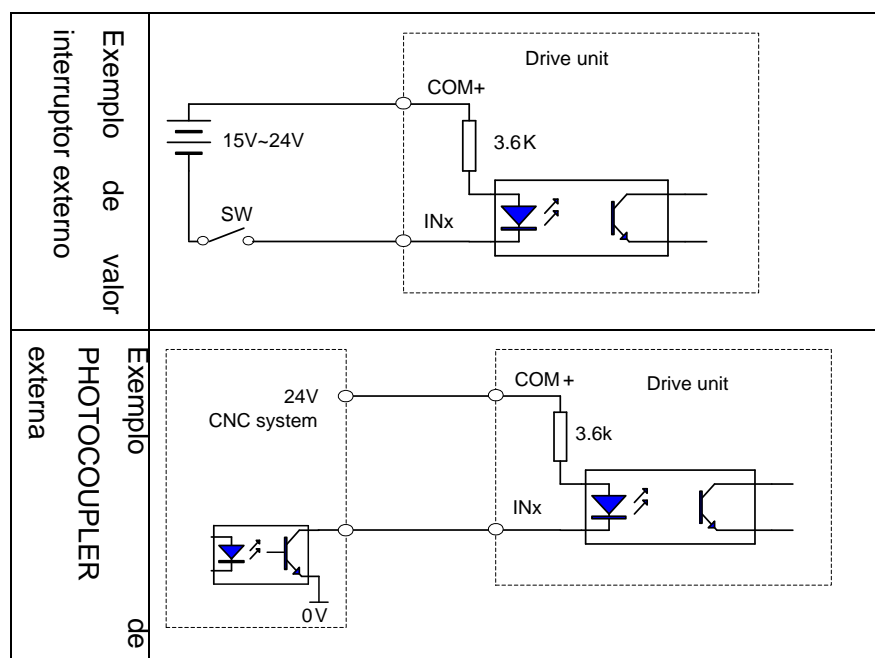 Exemplo de valor
interruptor externo
Drive unit
COM+
15V~24V
3.6K
SW
INx
Exemplo de
PHOTOCOUPLER
externa
24V
CNC system
COM+
Drive unit
3.6k
INx
0V